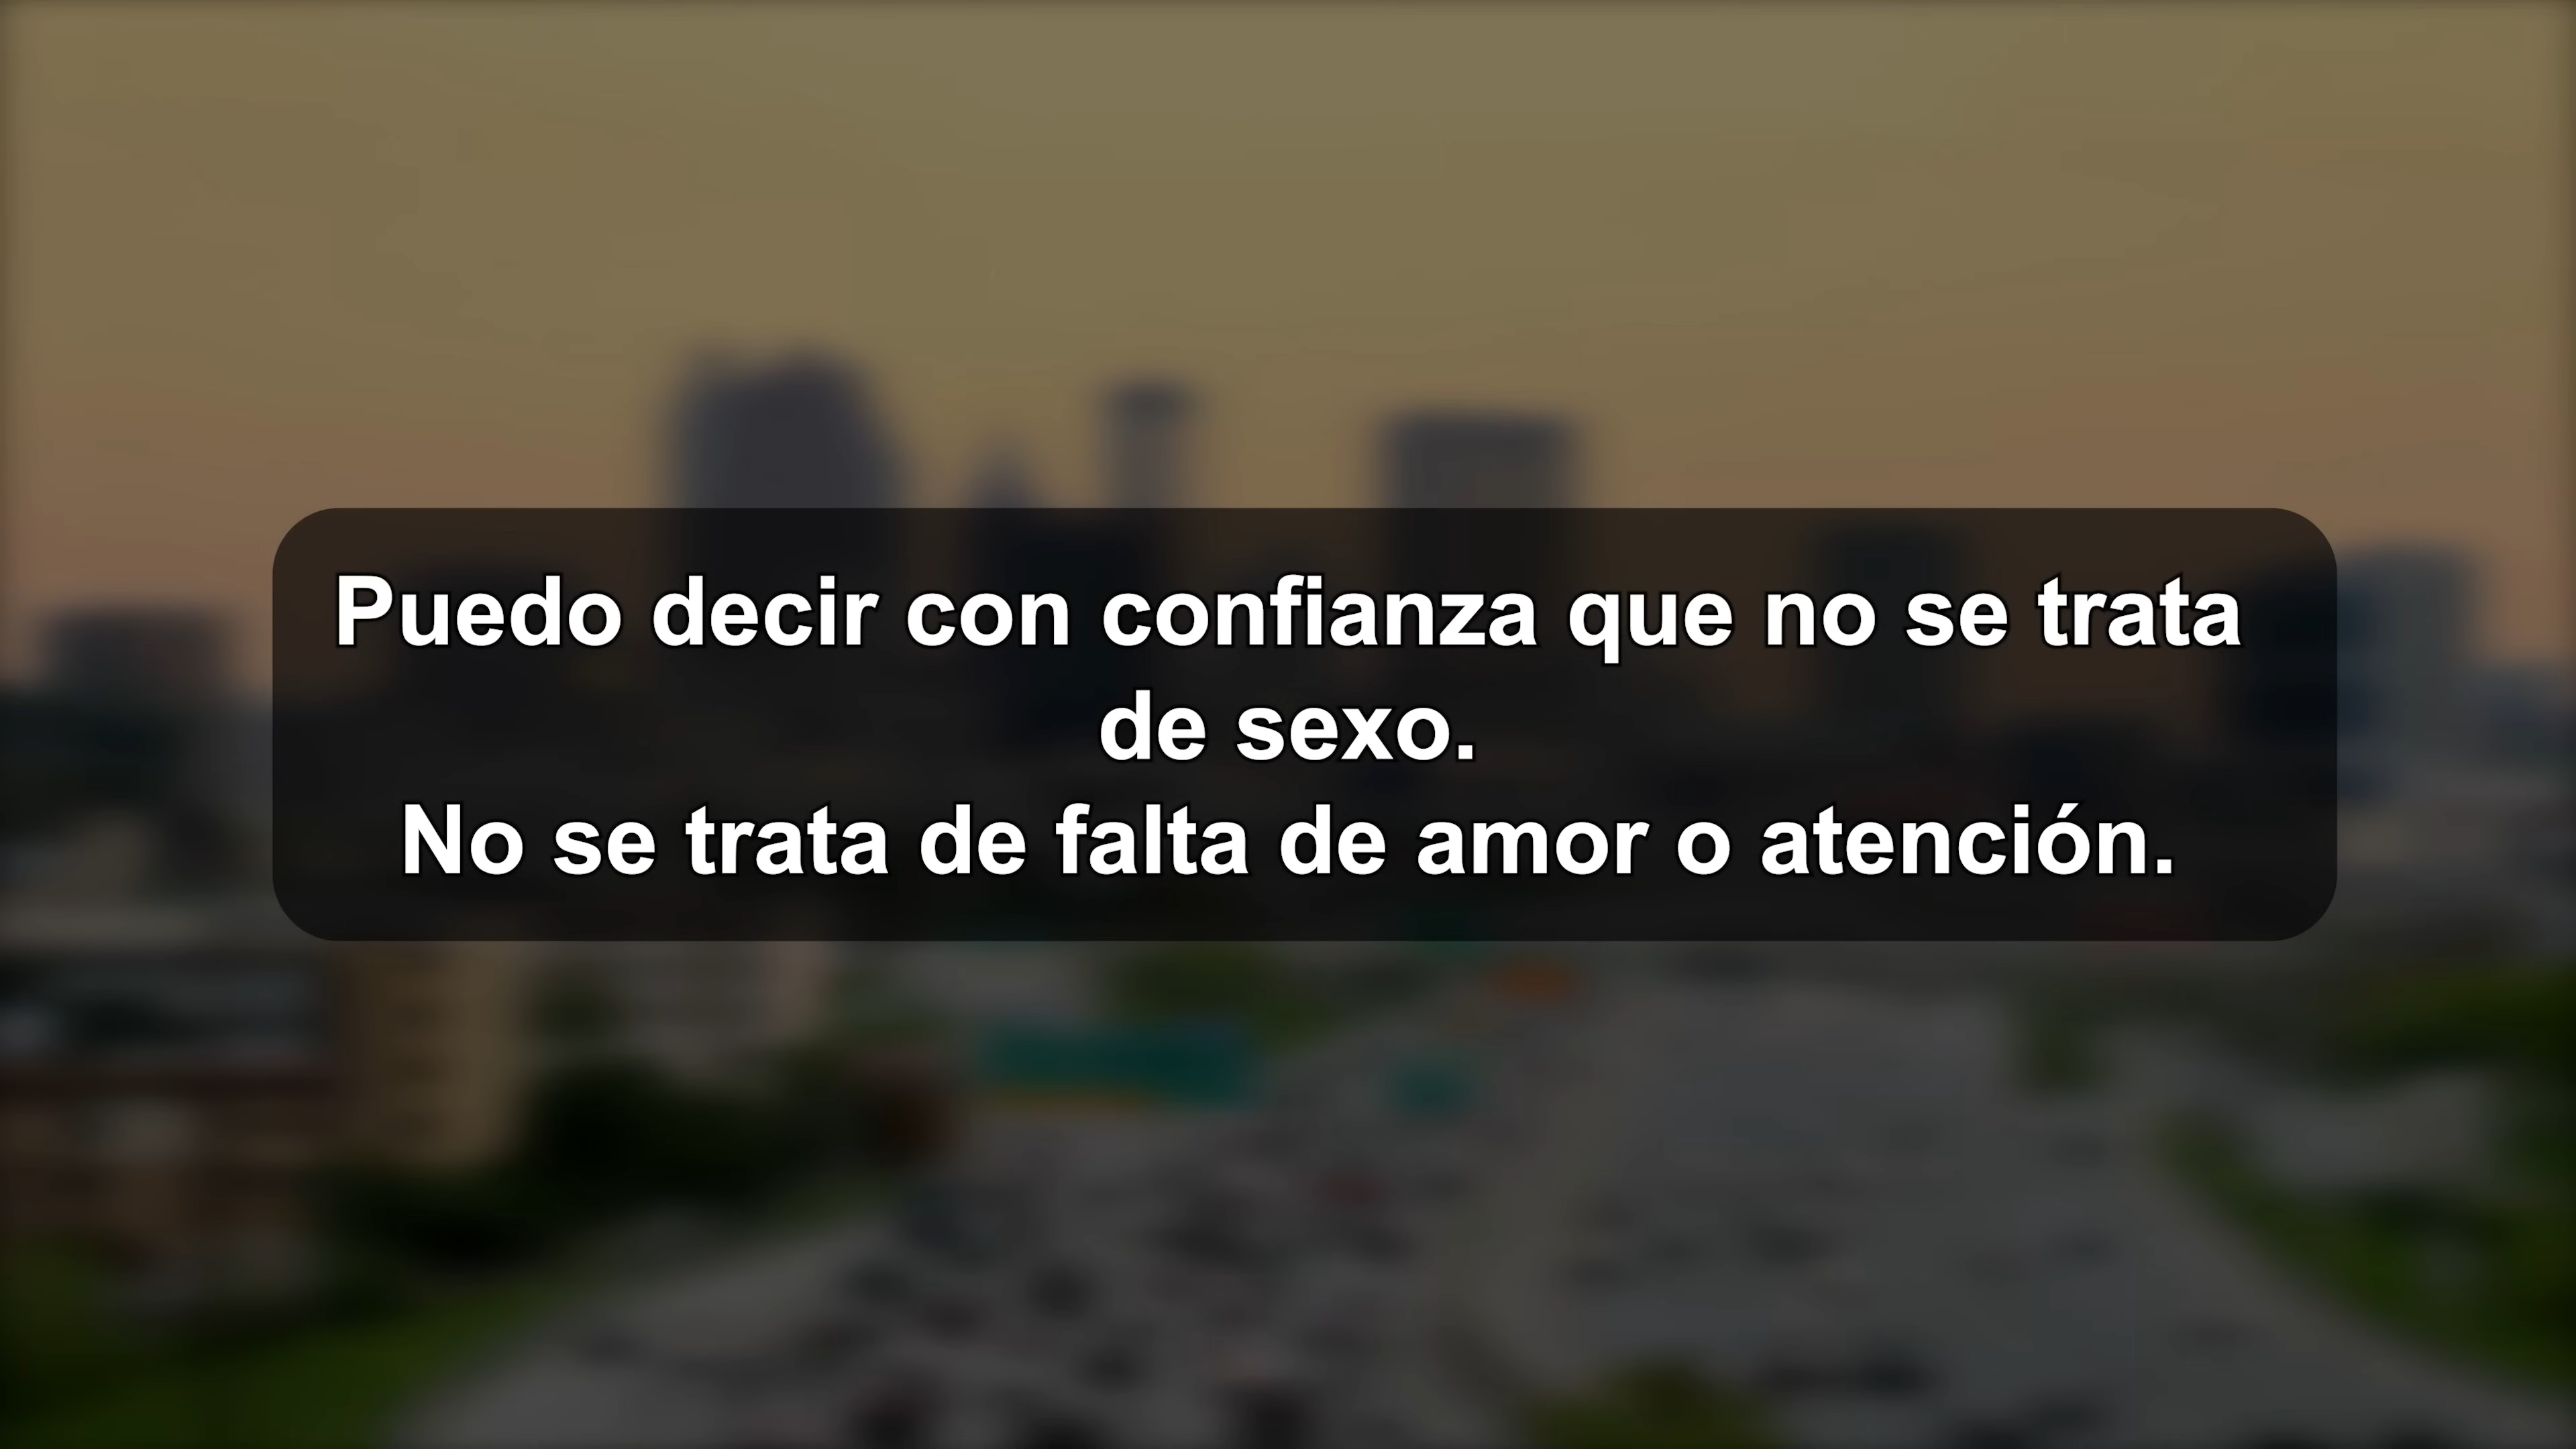 Puedo decir con confianza que no se trata
de sexo.
No se trata de falta de amor o atención.